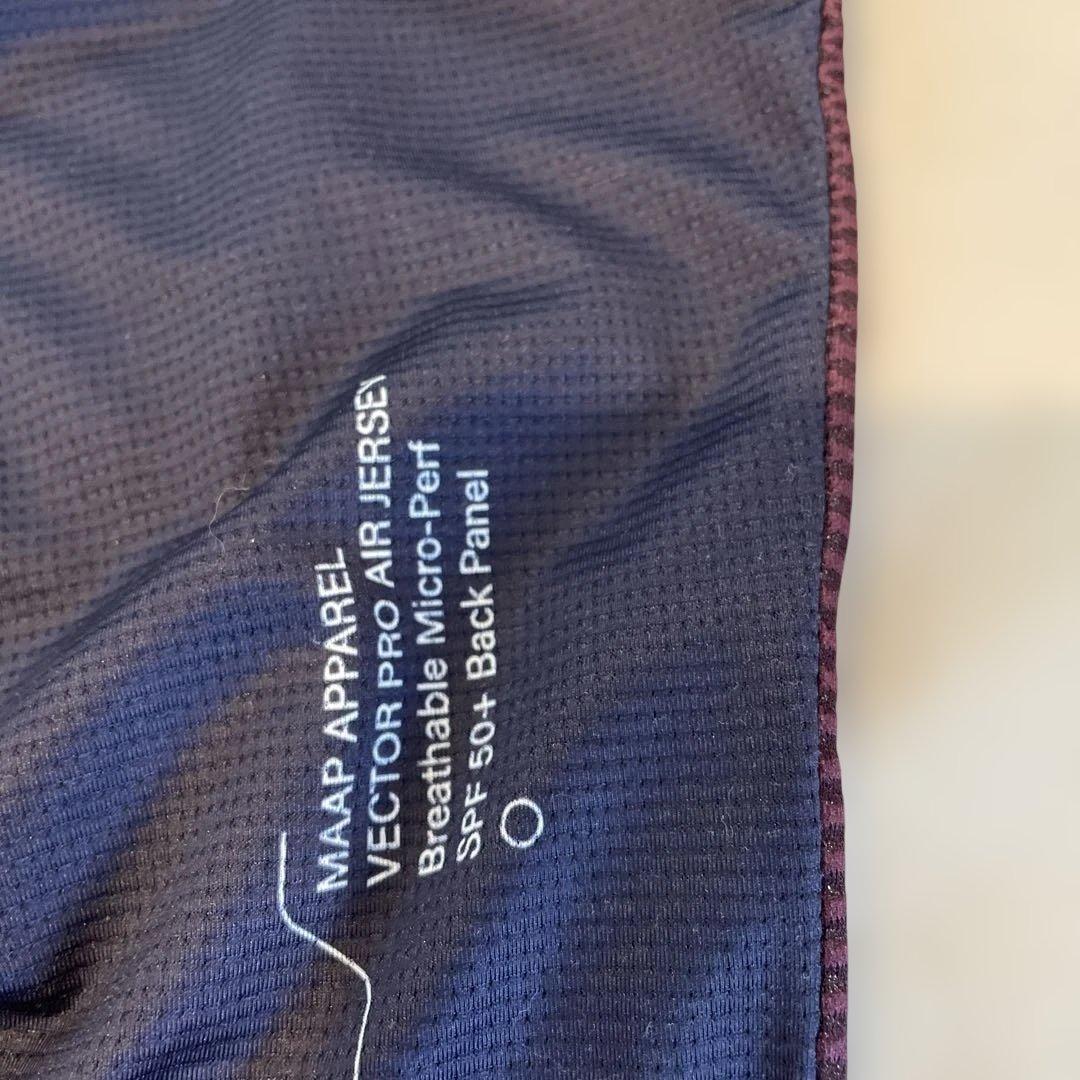 MAAP APPAREL
VECTOR PRO AIR JERSEY
Breathable Micro-Perf
SPF 50+ Back Panel